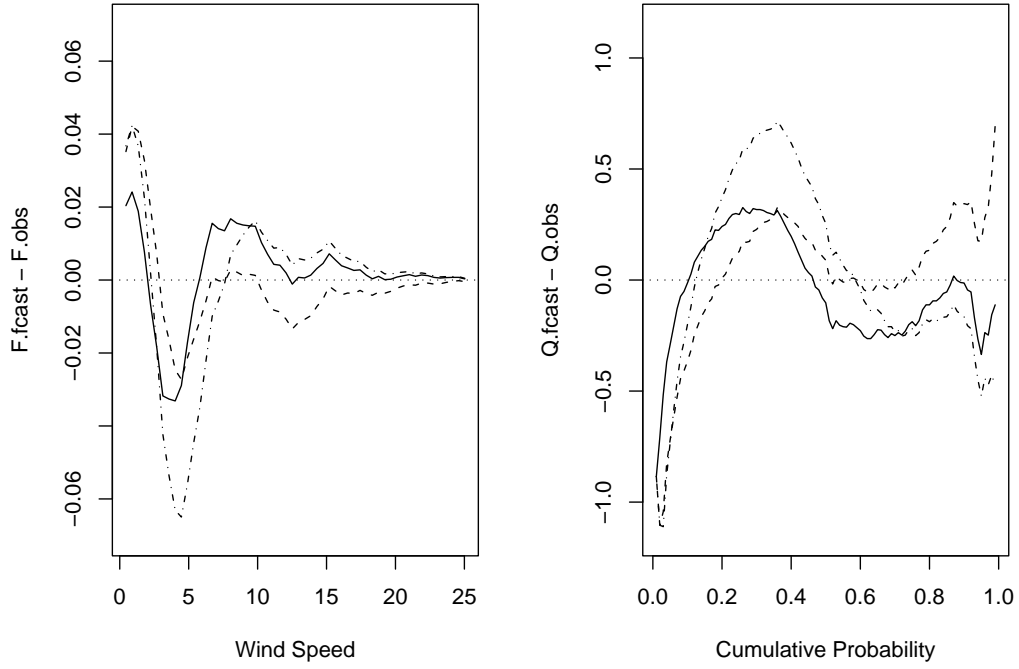 F.fcast − F.obs
0.06
0.04
0.02
0.00
−0.02
−0.06
0 5 10 15 20 25
Wind Speed
Q.fcast − Q.obs
1.0
0.5
0.0
−0.5
−1.0
0.0 0.2 0.4 0.6 0.8 1.0
Cumulative Probability